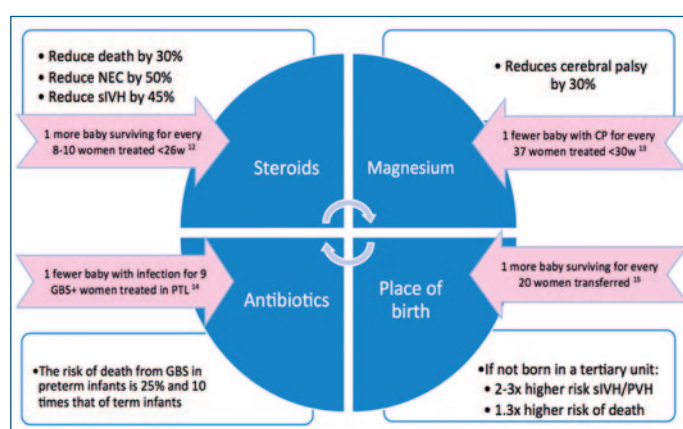 • Reduce death by 30%
• Reduce NEC by 50%
• Reduce sIVH by 45%
1 more baby surviving for every
8-10 women treated <26w 12
Steroids
• Reduces cerebral palsy
by 30%
1 fewer baby with CP for every
37 women treated <30w 13
Magnesium
1 fewer baby with infection for 9
GBS+ women treated in PTL 14
Antibiotics
•The risk of death from GBS in
preterm infants is 25% and 10
times that of term infants
1 more baby surviving for every
20 women transferred 15
Place of
birth
•If not born in a tertiary unit:
• 2-3x higher risk sIVH/PVH
• 1.3x higher risk of death